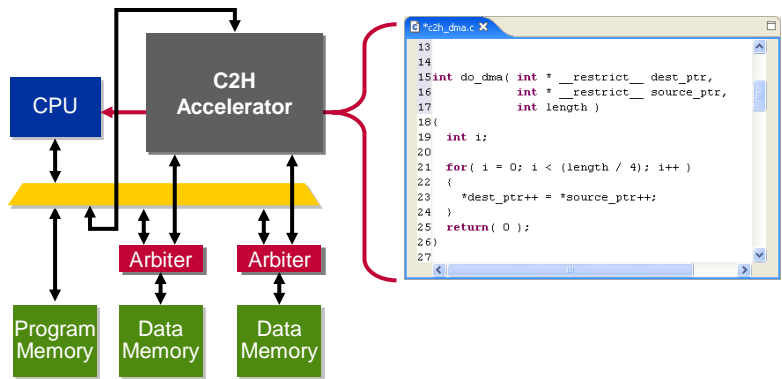 CPU
C2H
Accelerator
Arbiter
Arbiter
Program
Memory
Data
Memory
Data
Memory
*c2h_dma.c
13
14
15int do_dma( int * __restrict__ dest_ptr,
16            int * __restrict__ source_ptr,
17            int length )
18{
19  int i;
20
21  for( i = 0; i < (length / 4); i++ )
22  {
23    *dest_ptr++ = *source_ptr++;
24  }
25  return( 0 );
26}
27